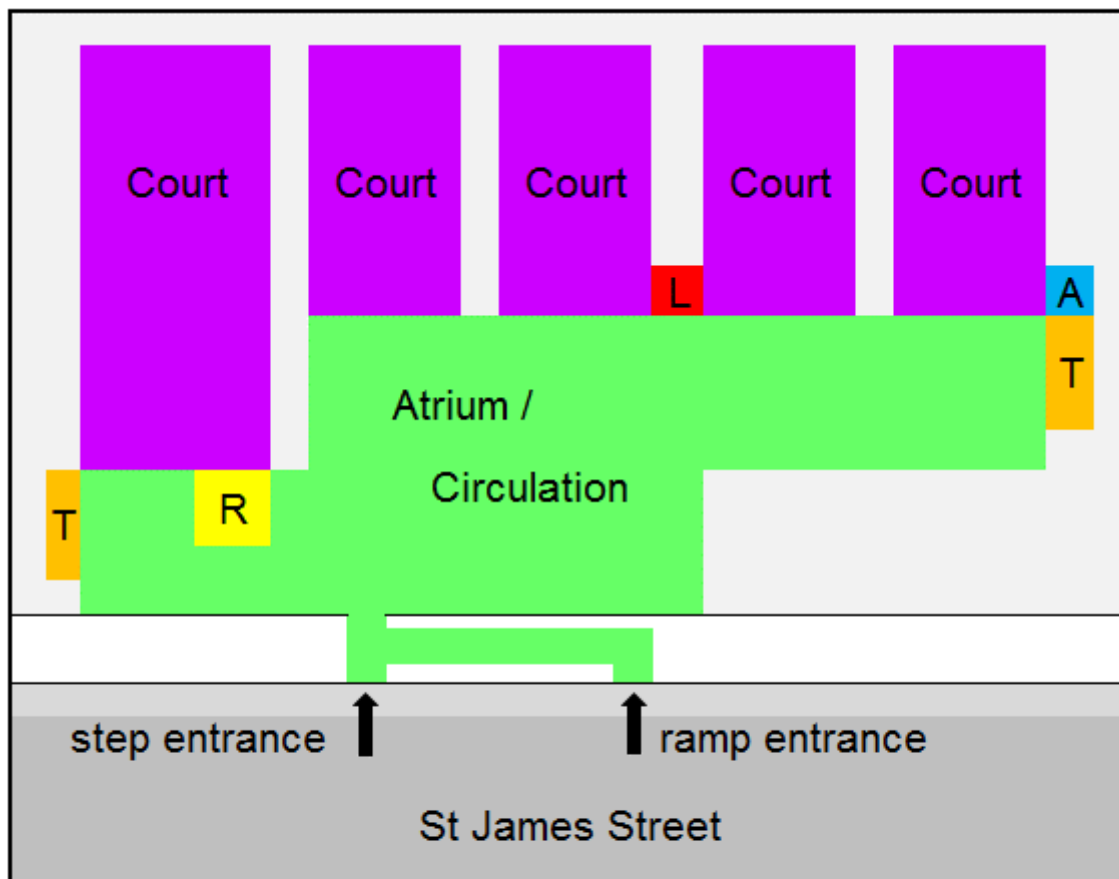 Court Court Court Court Court
L A
T
Atrium /
Circulation
R
T
step entrance ramp entrance
St James Street